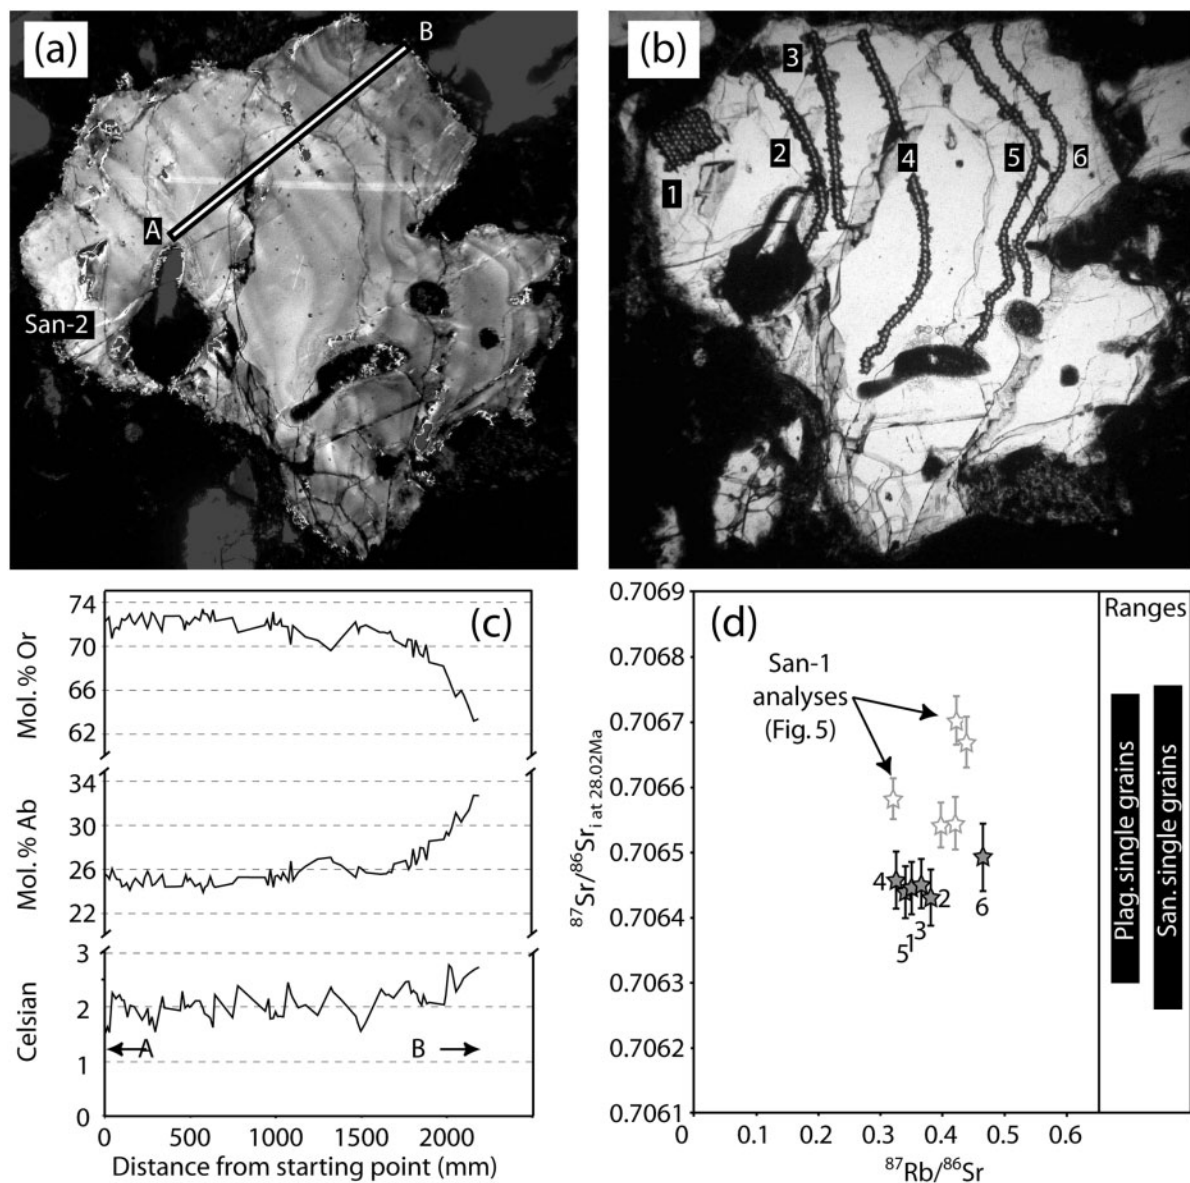 (a)
B
A
San-2
(b)
3
2
1
4
5
6
(c)
Mol.% Or
74
70
66
62
Mol.% Ab
34
30
26
22
Celsian
3
2
1
0
A
B
0 500 1000 1500 2000
Distance from starting point (mm)
(d)
Ranges
0.7069
0.7068
0.7067
0.7066
0.7065
0.7064
0.7063
0.7062
0.7061
⁸⁷Sr/⁸⁶Sr i at 28.02Ma
San-1
analyses
(Fig. 5)
4
2
3
5
1
6
Plag. single grains
San. single grains
0 0.1 0.2 0.3 0.4 0.5 0.6
⁸⁷Rb/⁸⁶Sr